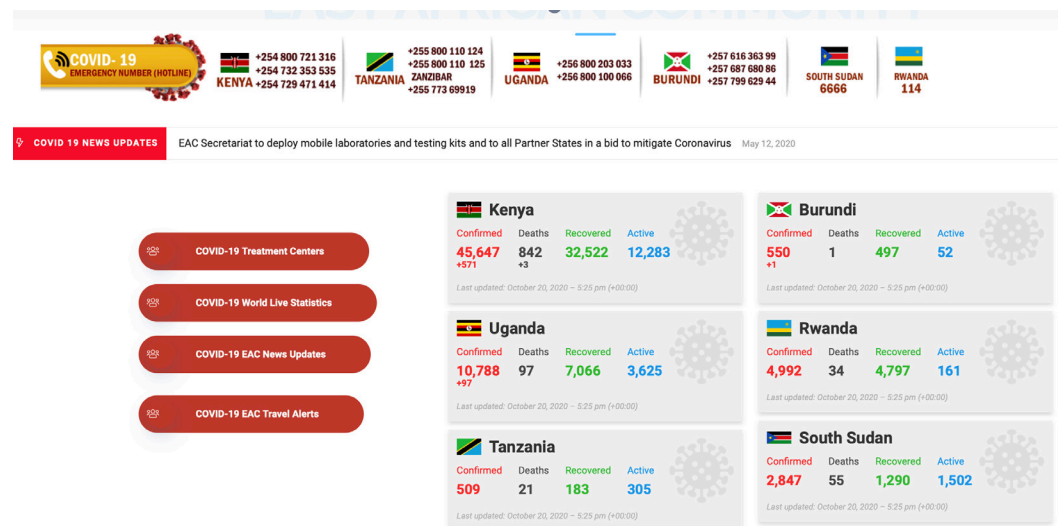 EAST AFRICAN COMMUNITY
COVID- 19
EMERGENCY NUMBER (HOTLINE)
KENYA
+254 800 721 316
+254 732 353 535
+254 729 471 414
TANZANIA
+255 800 110 124
+255 800 110 125
ZANZIBAR
+255 773 69919
UGANDA
+256 800 203 033
+256 800 100 066
BURUNDI
+257 616 363 99
+257 687 680 86
+257 799 629 44
SOUTH SUDAN
6666
RWANDA
114
COVID 19 NEWS UPDATES
EAC Secretariat to deploy mobile laboratories and testing kits and to all Partner States in a bid to mitigate Coronavirus May 12, 2020
COVID-19 Treatment Centers
COVID-19 World Live Statistics
COVID-19 EAC News Updates
COVID-19 EAC Travel Alerts
Kenya
Confirmed Deaths Recovered Active
45,647 842 32,522 12,283
+571 +3
Last updated: October 20, 2020 – 5:25 pm (+00:00)
Burundi
Confirmed Deaths Recovered Active
550 1 497 52
+1
Last updated: October 20, 2020 – 5:25 pm (+00:00)
Uganda
Confirmed Deaths Recovered Active
10,788 97 7,066 3,625
+97
Last updated: October 20, 2020 – 5:25 pm (+00:00)
Rwanda
Confirmed Deaths Recovered Active
4,992 34 4,797 161
Last updated: October 20, 2020 – 5:25 pm (+00:00)
Tanzania
Confirmed Deaths Recovered Active
509 21 183 305
Last updated: October 20, 2020 – 5:25 pm (+00:00)
South Sudan
Confirmed Deaths Recovered Active
2,847 55 1,290 1,502
Last updated: October 20, 2020 – 5:25 pm (+00:00)